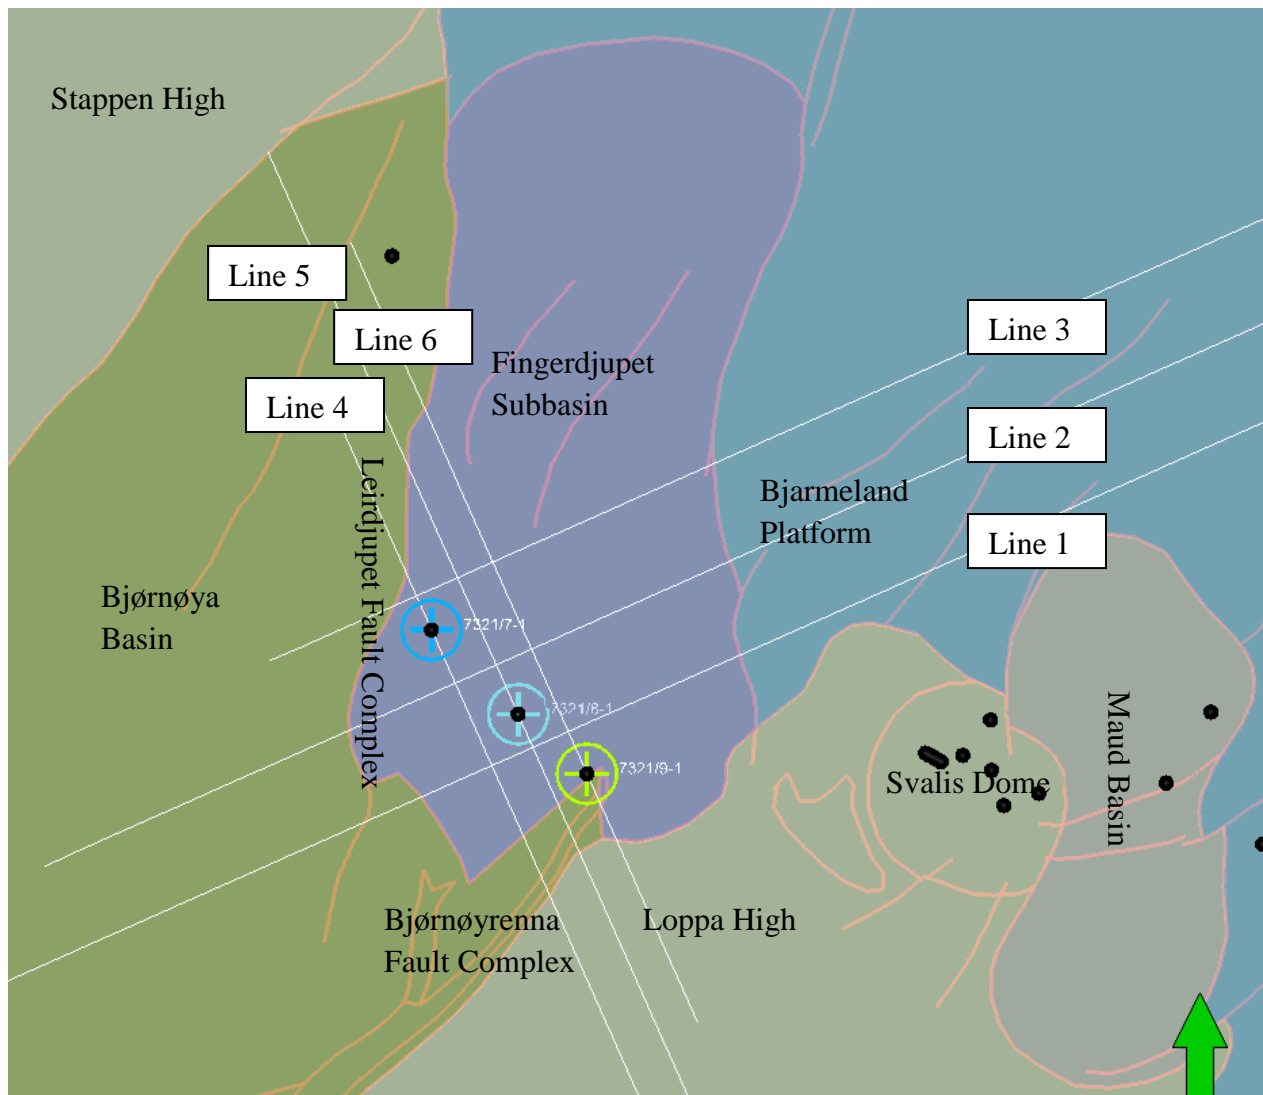 Stappen High
Line 5
Line 6
Line 3
Fingerdjupet
Subbasin
Line 4
Line 2
Bjarmeland
Platform
Line 1
Leirdjupet Fault Complex
Bjørnøya
Basin
7321/7-1
7321/8-1
7321/9-1
Svalis Dome
Maud Basin
Bjørnøyrenna
Fault Complex
Loppa High